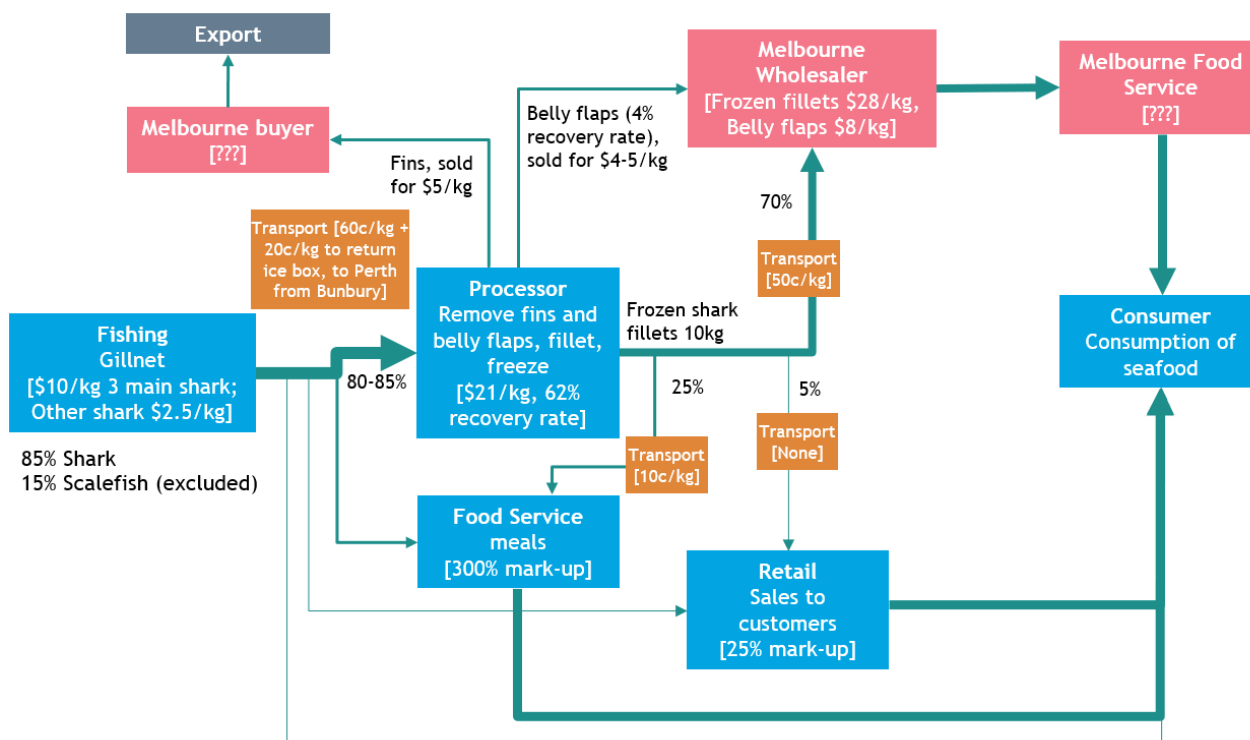 Export
Melbourne buyer
[???]
Fins, sold
for $5/kg
Belly flaps (4%
recovery rate),
sold for $4-5/kg
Melbourne
Wholesaler
[Frozen fillets $28/kg,
Belly flaps $8/kg]
Melbourne Food
Service
[???]
70%
Transport
[50c/kg]
Transport [60c/kg +
20c/kg to return
ice box, to Perth
from Bunbury]
Fishing
Gillnet
[$10/kg 3 main shark;
Other shark $2.5/kg]
85% Shark
15% Scalefish (excluded)
80-85%
Processor
Remove fins and
belly flaps, fillet,
freeze
[$21/kg, 62%
recovery rate]
Frozen shark
fillets 10kg
25%
5%
Transport
[10c/kg]
Transport
[None]
Consumer
Consumption of
seafood
Food Service
meals
[300% mark-up]
Retail
Sales to
customers
[25% mark-up]